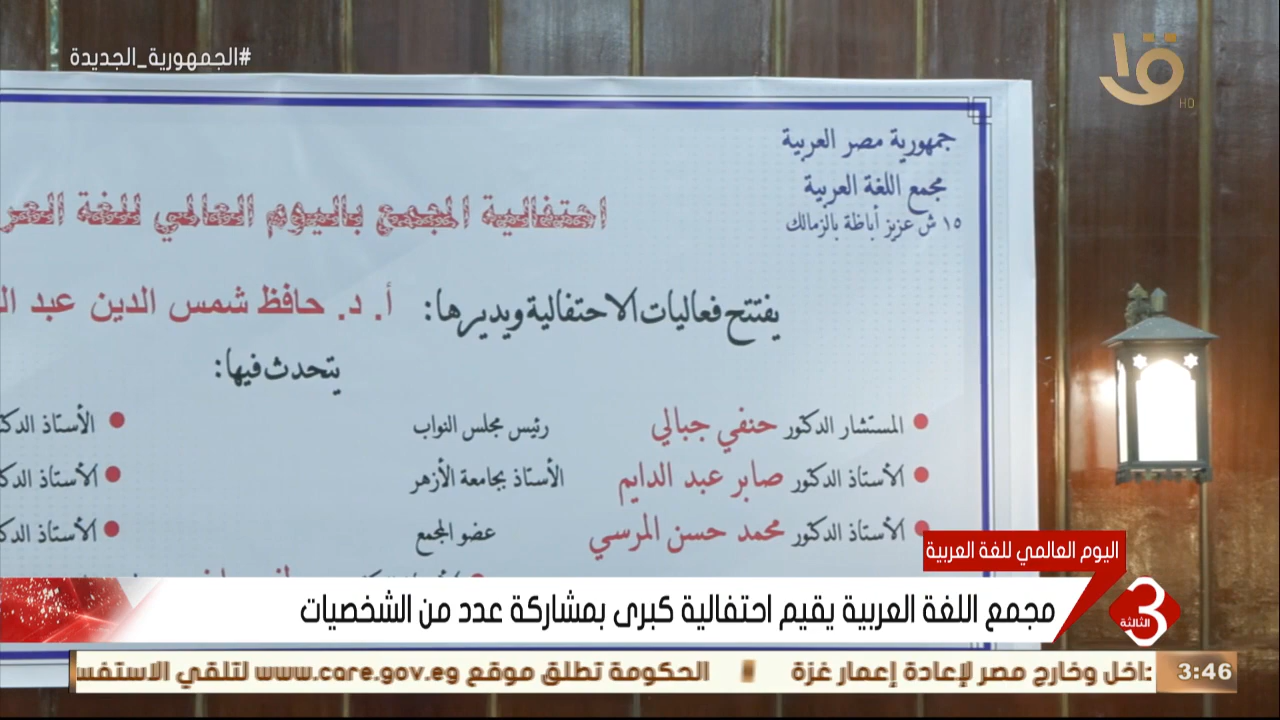 #الجمهورية_الجديدة
HD
جمهورية مصر العربية
مجمع اللغة العربية
١٥ ش عزيز أباظة بالزمالك
احتفالية المجمع باليوم العالمي للغة
يفتتح فعاليات الاحتفالية ويديرها: أ. د. حافظ شمس الدين عبد
يتحدث فيها:
المستشار الدكتور حنفي جبالي رئيس مجلس النواب الأستاذ
الأستاذ الدكتور صابر عبد الدايم الأستاذ بجامعة الأزهر الأستاذ
الأستاذ الدكتور محمد حسن المرسي عضو المجمع الأستاذ
اليوم العالمي للغة العربية
3 الثالثة
مجمع اللغة العربية يقيم احتفالية كبرى بمشاركة عدد من الشخصيات
3:46
وخارج مصر لإعادة إعمار غزة الحكومة تطلق موقع www.care.gov.eg لتلقي